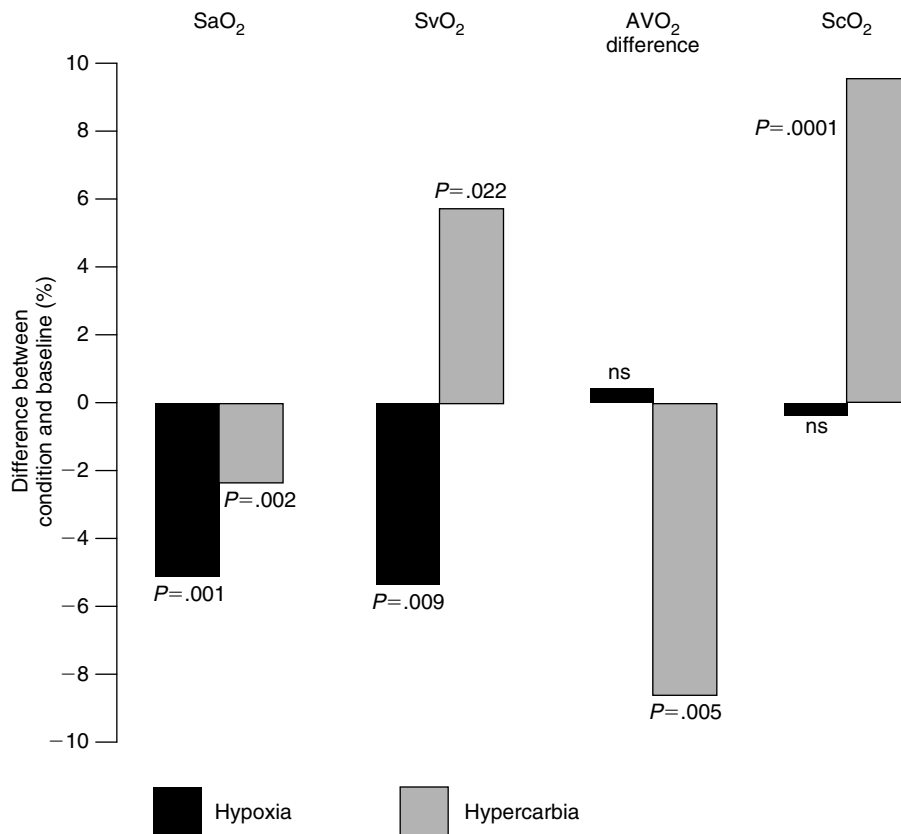 SaO₂
SvO₂
AVO₂
difference
ScO₂
Difference between
condition and baseline (%)
10
8
6
4
2
0
−2
−4
−6
−8
−10
P=.001
P=.002
P=.009
P=.022
ns
P=.005
P=.0001
ns
Hypoxia
Hypercarbia